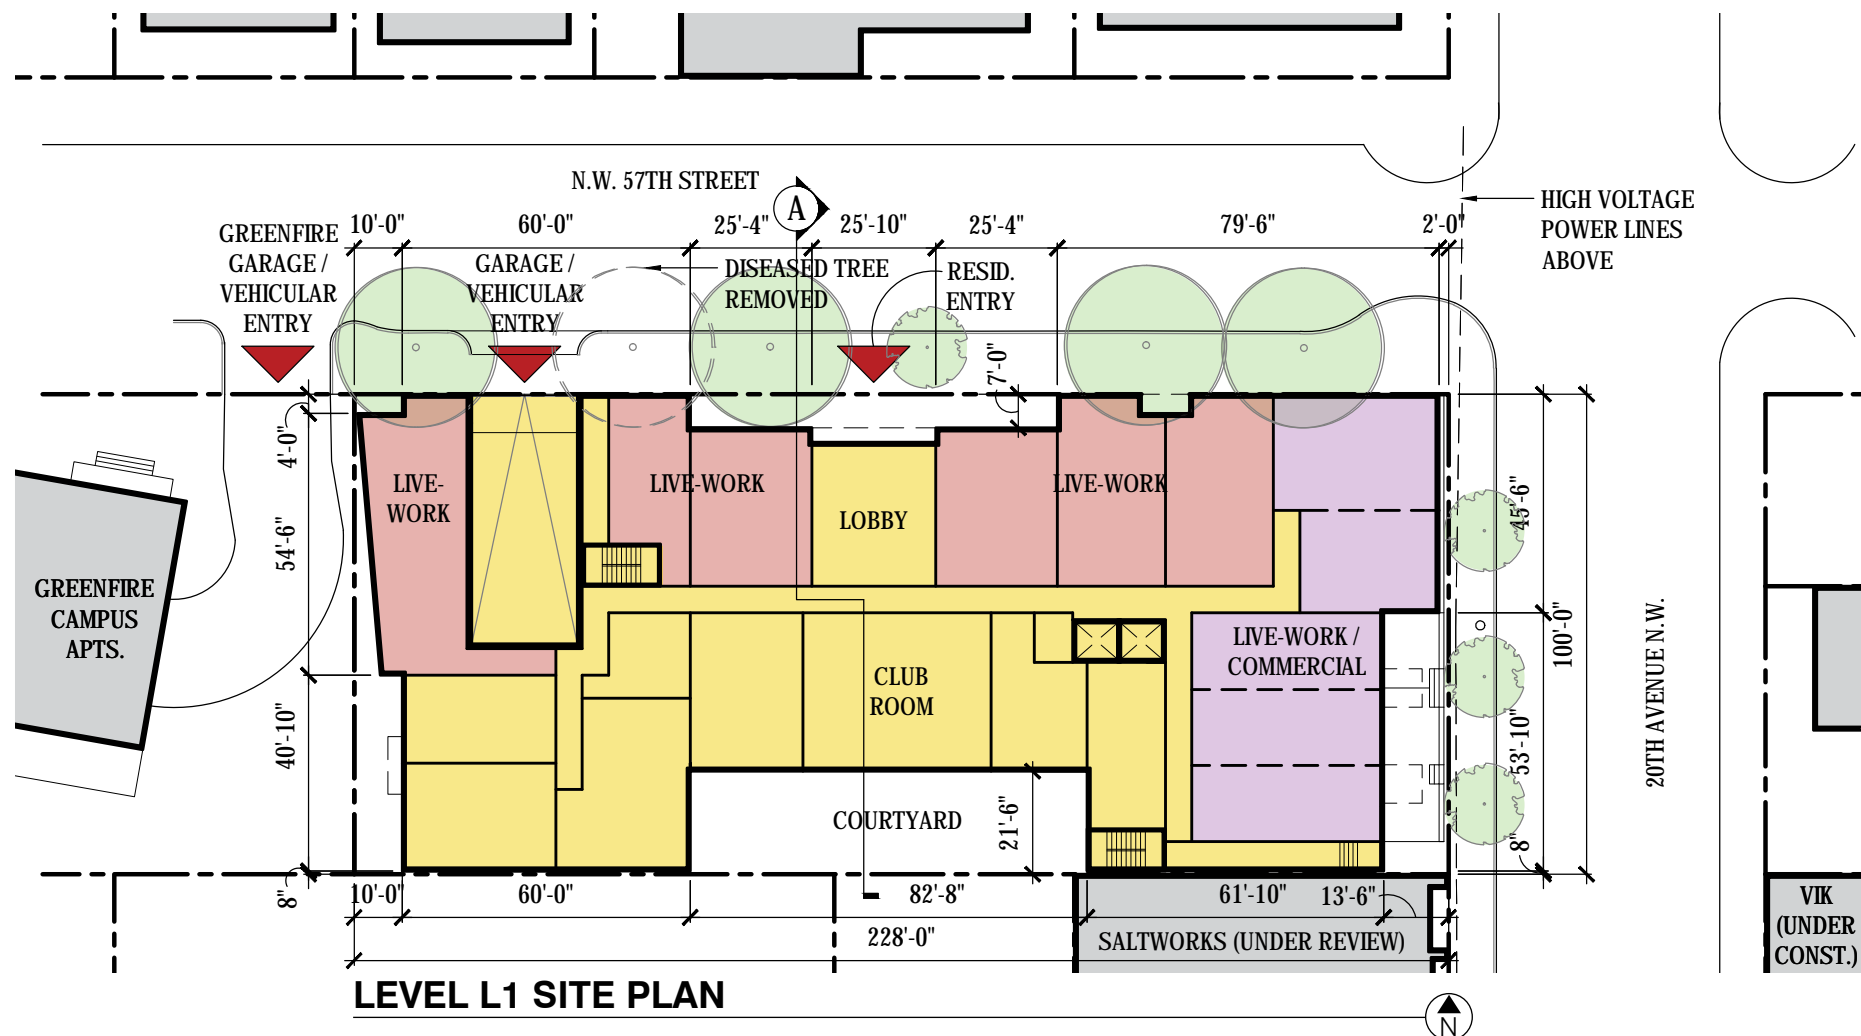 N.W. 57TH STREET
A
HIGH VOLTAGE
POWER LINES
ABOVE
10'-0"
60'-0"
25'-4"
25'-10"
25'-4"
79'-6"
2'-0"
GREENFIRE
GARAGE /
VEHICULAR
ENTRY
GARAGE /
VEHICULAR
ENTRY
DISEASED TREE
REMOVED
RESID.
ENTRY
7'-0"
4'-0"
54'-6"
40'-10"
8"
LIVE-
WORK
LIVE-WORK
LOBBY
LIVE-WORK
LIVE-WORK /
COMMERCIAL
CLUB
ROOM
COURTYARD
21'-6"
45'-6"
100'-0"
53'-10"
8"
20TH AVENUE N.W.
GREENFIRE
CAMPUS
APTS.
10'-0"
60'-0"
82'-8"
61'-10"
13'-6"
228'-0"
SALTWORKS (UNDER REVIEW)
VIK
(UNDER
CONST.)
LEVEL L1 SITE PLAN
N